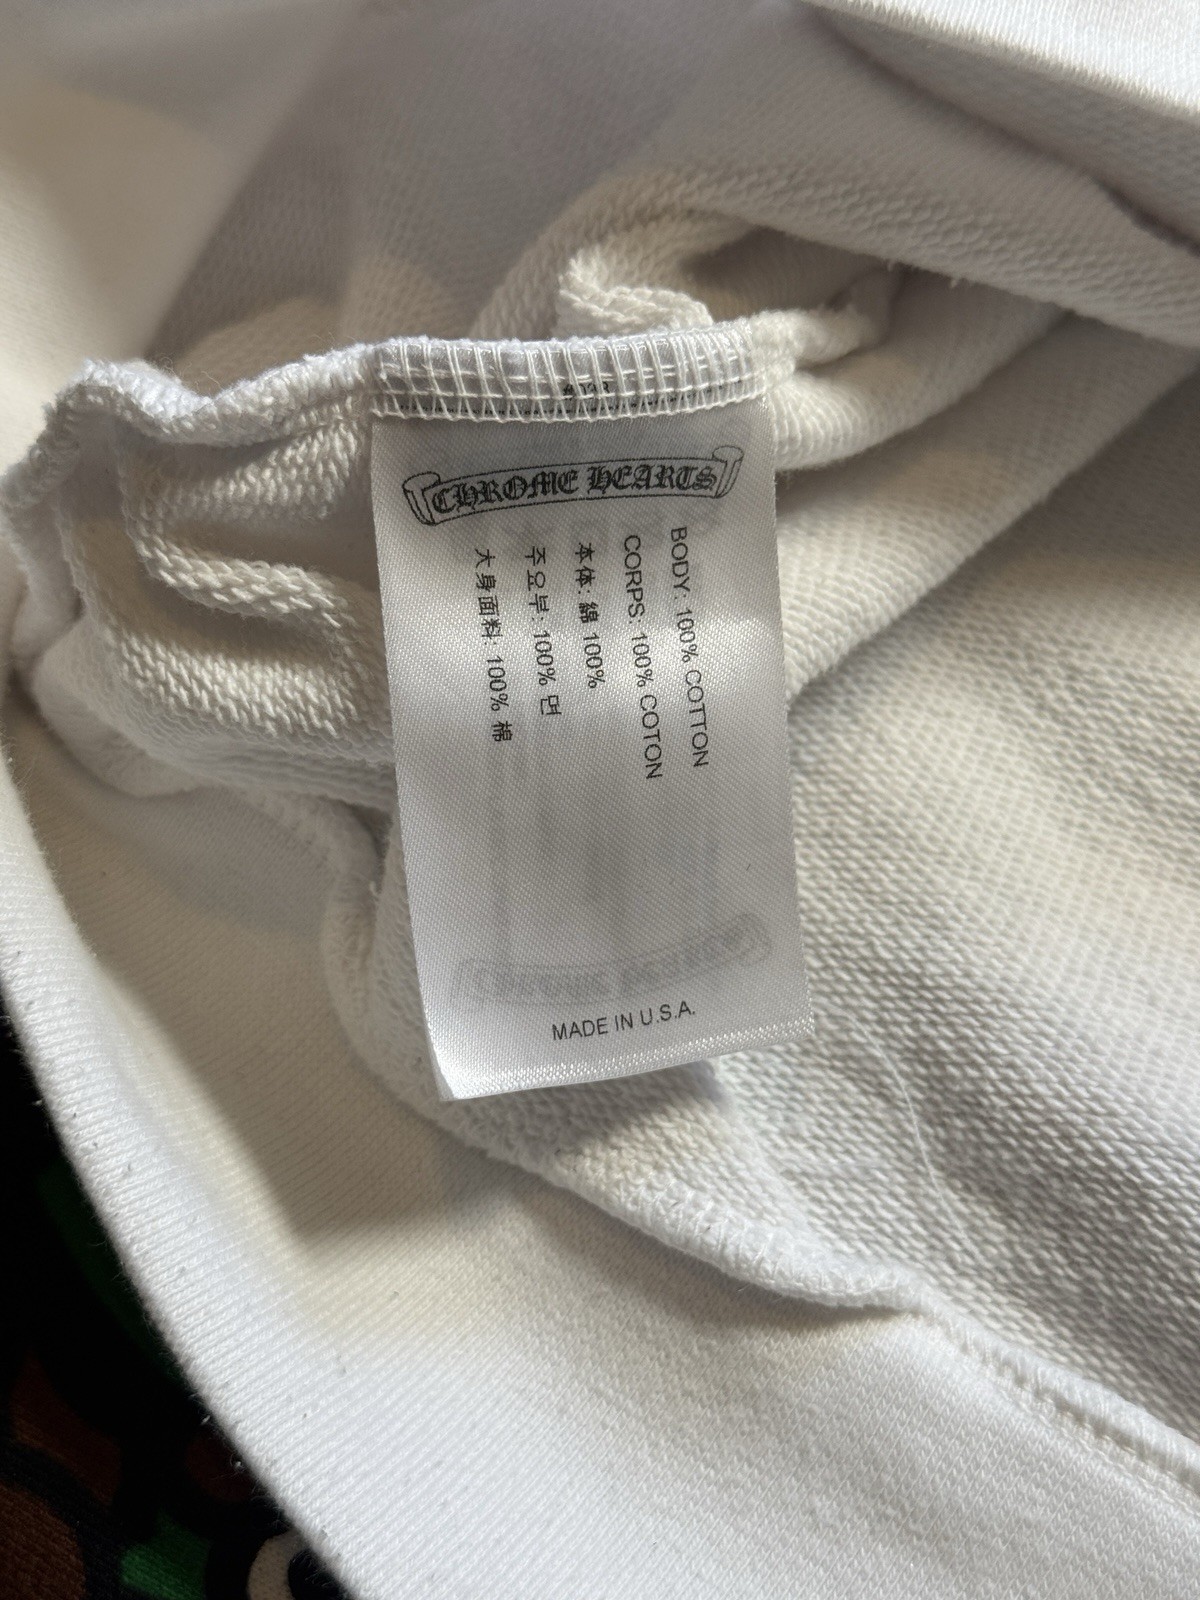 CHROME HEARTS
BODY: 100% COTTON
CORPS: 100% COTON
本体: 綿 100%
주요부: 100% 면
大身面料: 100% 棉
MADE IN U.S.A.